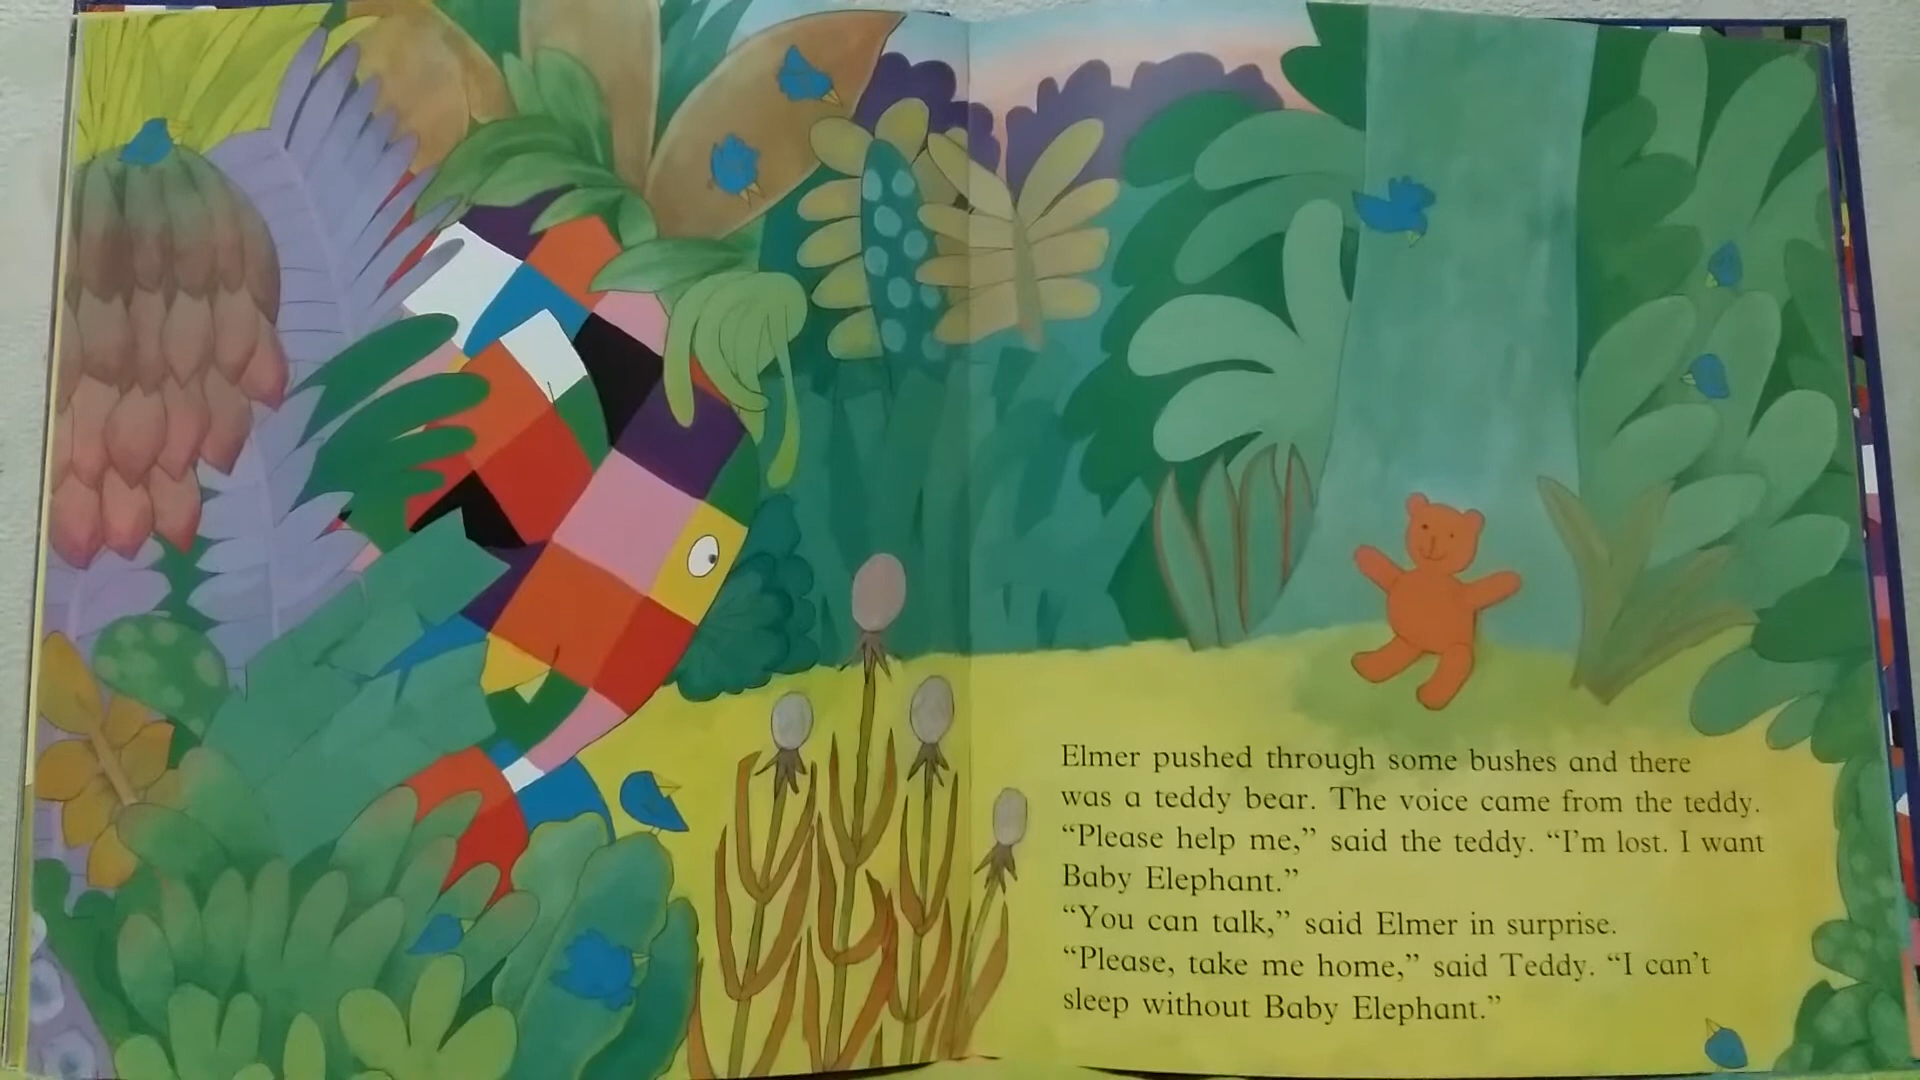 Elmer pushed through some bushes and there
was a teddy bear. The voice came from the teddy.
“Please help me,” said the teddy. “I’m lost. I want
Baby Elephant.”
“You can talk,” said Elmer in surprise.
“Please, take me home,” said Teddy. “I can’t
sleep without Baby Elephant.”